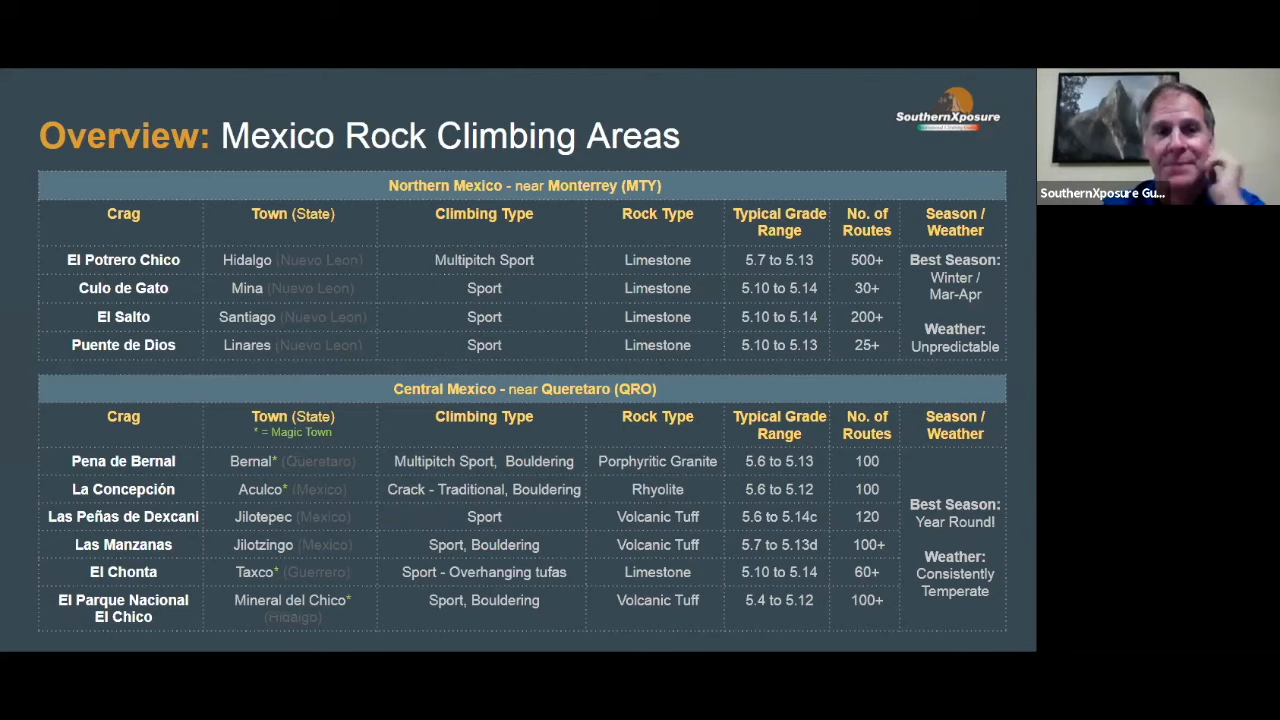 Overview: Mexico Rock Climbing Areas
SouthernXposure
Northern Mexico - near Monterrey (MTY)
Crag Town (State) Climbing Type Rock Type Typical Grade Range No. of Routes Season / Weather
El Potrero Chico Hidalgo (Nuevo Leon) Multipitch Sport Limestone 5.7 to 5.13 500+
Culo de Gato Mina (Nuevo Leon) Sport Limestone 5.10 to 5.14 30+
El Salto Santiago (Nuevo Leon) Sport Limestone 5.10 to 5.14 200+
Puente de Dios Linares (Nuevo Leon) Sport Limestone 5.10 to 5.13 25+
Best Season:
Winter /
Mar-Apr
Weather:
Unpredictable
Central Mexico - near Queretaro (QRO)
Crag Town (State) Climbing Type Rock Type Typical Grade Range No. of Routes Season / Weather
* = Magic Town
Pena de Bernal Bernal* (Queretaro) Multipitch Sport, Bouldering Porphyritic Granite 5.6 to 5.13 100
La Concepción Aculco* (Mexico) Crack - Traditional, Bouldering Rhyolite 5.6 to 5.12 100
Las Peñas de Dexcani Jilotepec (Mexico) Sport Volcanic Tuff 5.6 to 5.14c 120
Las Manzanas Jilotzingo (Mexico) Sport, Bouldering Volcanic Tuff 5.7 to 5.13d 100+
El Chonta Taxco* (Guerrero) Sport - Overhanging tufas Limestone 5.10 to 5.14 60+
El Parque Nacional Mineral del Chico* Sport, Bouldering Volcanic Tuff 5.4 to 5.12 100+
El Chico (Hidalgo)
Best Season:
Year Round!
Weather:
Consistently
Temperate
SouthernXposure Gu...